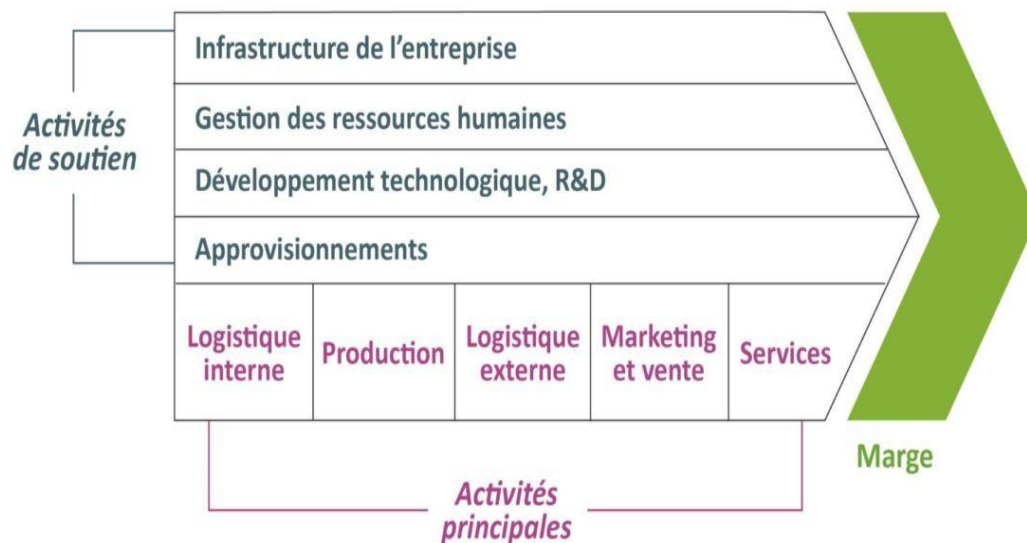 Infrastructure de l’entreprise
Activités
de soutien
Gestion des ressources humaines
Développement technologique, R&D
Approvisionnements
Logistique
interne
Production
Logistique
externe
Marketing
et vente
Services
Marge
Activités
principales